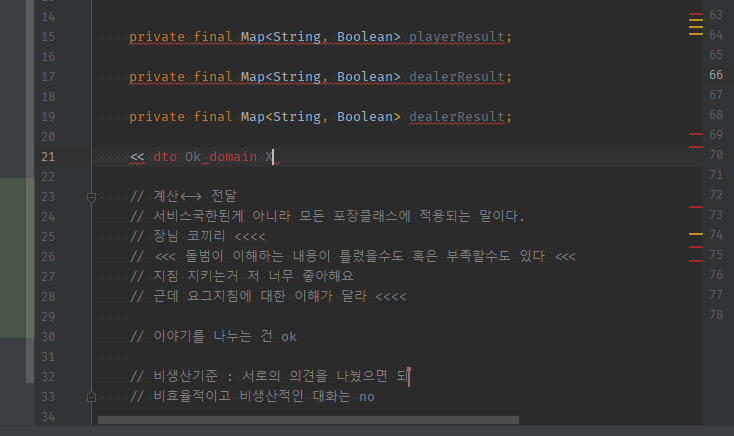 14
15 private final Map<String, Boolean> playerResult;
16
17 private final Map<String, Boolean> dealerResult;
18
19 private final Map<String, Boolean> dealerResult;
20
21 << dto Ok domain X
22
23 // 계산<-> 전달
24 // 서비스국한된게 아니라 모든 포장클래스에 적용되는 말이다.
25 // 장님 코끼리 <<<<
26 // <<< 돌범이 이해하는 내용이 틀렸을수도 혹은 부족할수도 있다 <<<
27 // 지침 지키는거 저 너무 좋아해요
28 // 근데 요그지침에 대한 이해가 달라 <<<<
29
30 // 이야기를 나누는 건 ok
31
32 // 비생산기준 : 서로의 의견을 나눴으면 되
33 // 비효율적이고 비생산적인 대화는 no
34
63
64
65
66
67
68
69
70
71
72
73
74
75
76
77
78